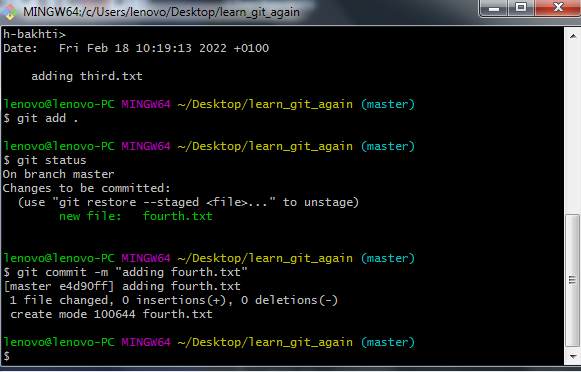 MINGW64:/c/Users/lenovo/Desktop/learn_git_again
h-bakhti>
Date:   Fri Feb 18 10:19:13 2022 +0100
    adding third.txt
lenovo@lenovo-PC MINGW64 ~/Desktop/learn_git_again (master)
$ git add .
lenovo@lenovo-PC MINGW64 ~/Desktop/learn_git_again (master)
$ git status
On branch master
Changes to be committed:
  (use "git restore --staged <file>..." to unstage)
        new file:   fourth.txt
lenovo@lenovo-PC MINGW64 ~/Desktop/learn_git_again (master)
$ git commit -m "adding fourth.txt"
[master e4d90ff] adding fourth.txt
 1 file changed, 0 insertions(+), 0 deletions(-)
 create mode 100644 fourth.txt
lenovo@lenovo-PC MINGW64 ~/Desktop/learn_git_again (master)
$